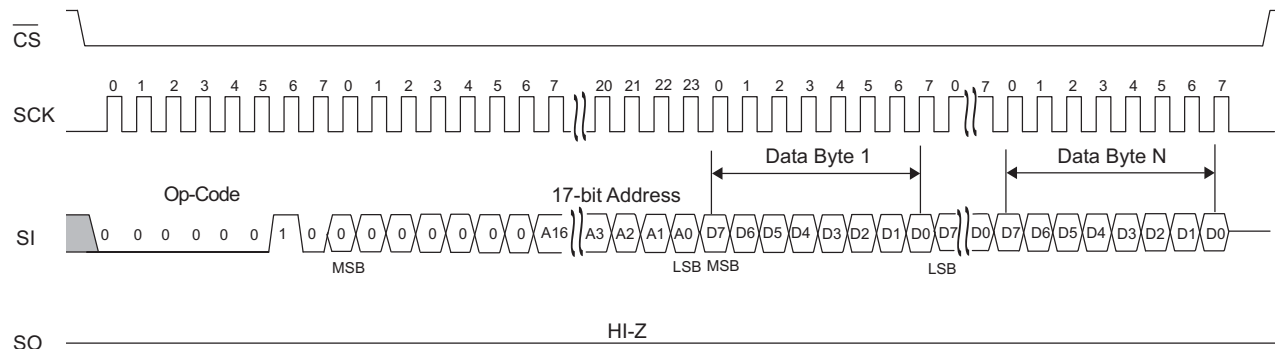 CS
0 1 2 3 4 5 6 7 0 1 2 3 4 5 6 7 20 21 22 23 0 1 2 3 4 5 6 7 0 7 0 1 2 3 4 5 6 7
SCK
Data Byte 1 Data Byte N
Op-Code 17-bit Address
SI 0 0 0 0 0 0 1 0 0 0 0 0 0 0 0 A16 A3 A2 A1 A0 D7 D6 D5 D4 D3 D2 D1 D0 D7 D0 D7 D6 D5 D4 D3 D2 D1 D0
MSB LSB MSB LSB
HI-Z
SO